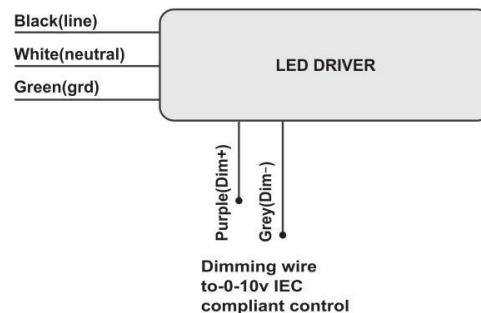 Black(line)
White(neutral)
Green(grd)
LED DRIVER
Purple(Dim+)
Grey(Dim-)
Dimming wire
to-0-10v IEC
compliant control